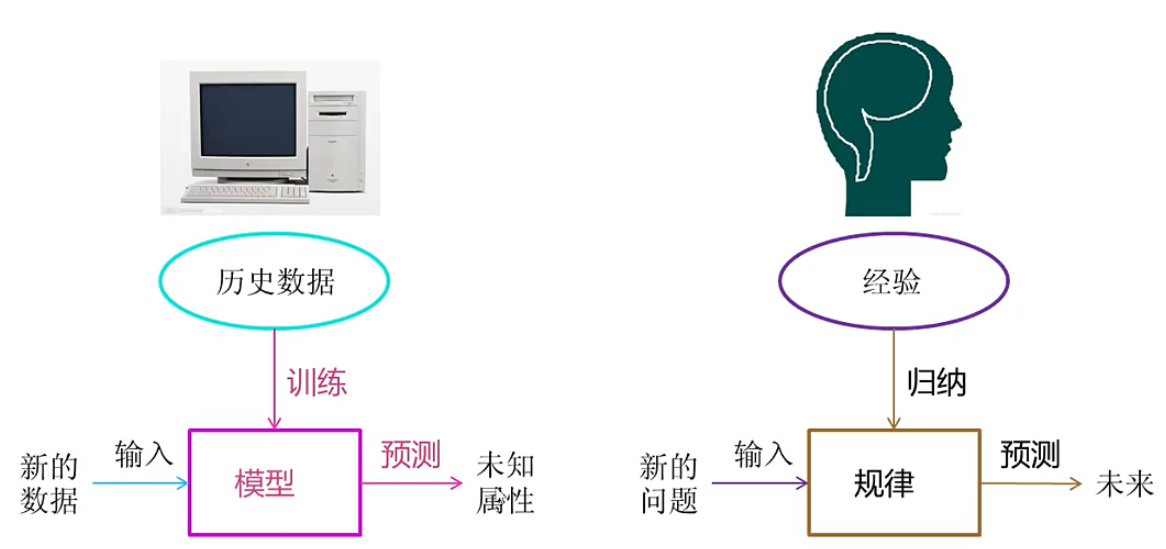 历史数据
训练
新的
数据
输入
模型
预测
未知
属性
经验
归纳
新的
问题
输入
规律
预测
未来